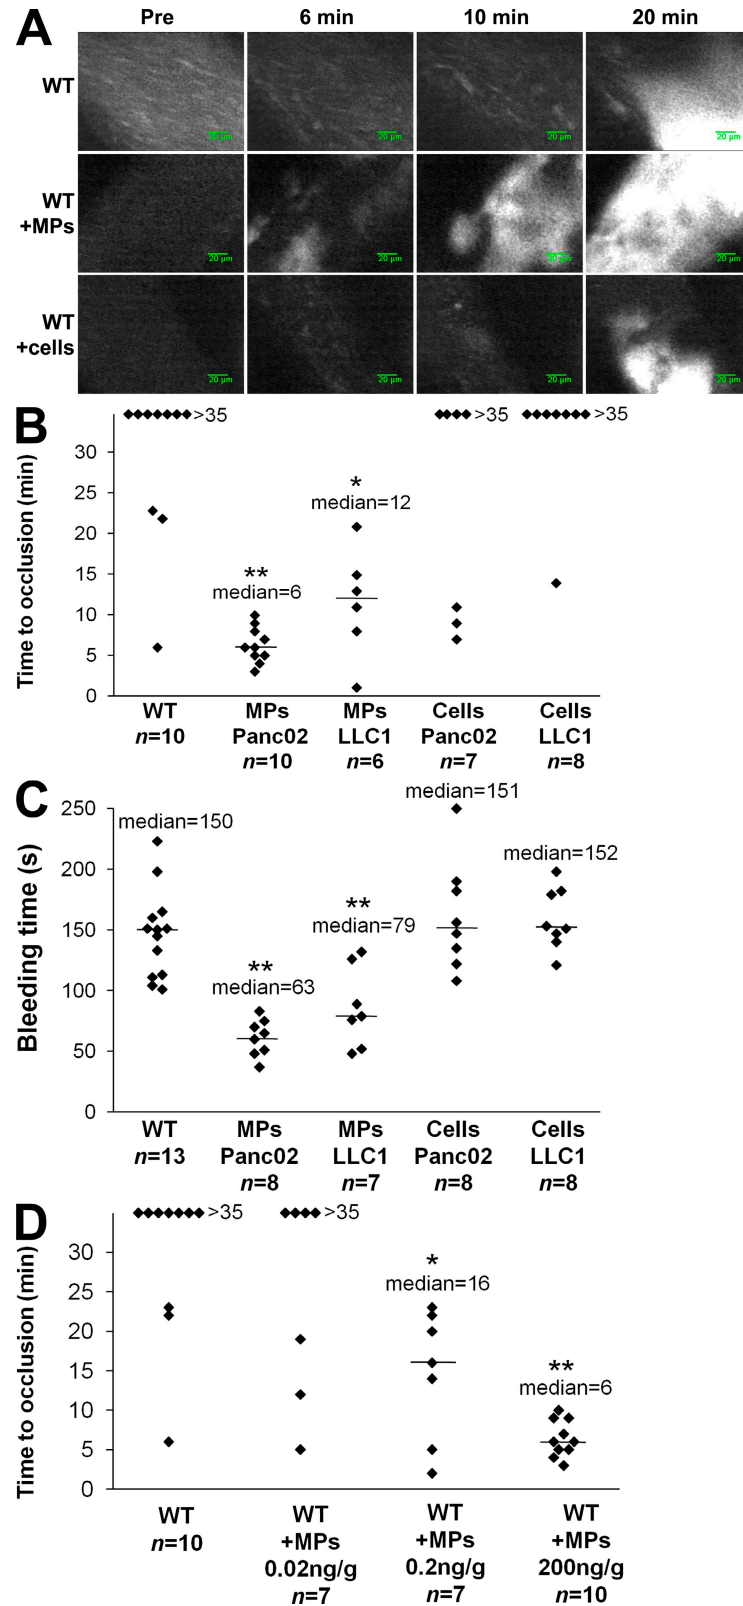 A
Pre 6 min 10 min 20 min
WT
20 µm 20 µm 20 µm 20 µm
WT
+MPs
20 µm 20 µm 20 µm 20 µm
WT
+cells
20 µm 20 µm 20 µm 20 µm
B
>35 >35 >35
Time to occlusion (min)
30
25
20
15
10
5
0
*
median=12
**
median=6
WT MPs MPs Cells Cells
n=10 Panc02 LLC1 Panc02 LLC1
n=10 n=6 n=7 n=8
C
Bleeding time (s)
250
200
150
100
50
0
median=151
median=150
median=152
**
median=79
**
median=63
WT MPs MPs Cells Cells
n=13 Panc02 LLC1 Panc02 LLC1
n=8 n=7 n=8 n=8
D
>35 >35
Time to occlusion (min)
30
25
20
15
10
5
0
*
median=16
**
median=6
WT WT WT WT
n=10 +MPs +MPs +MPs
0.02ng/g 0.2ng/g 200ng/g
n=7 n=7 n=10